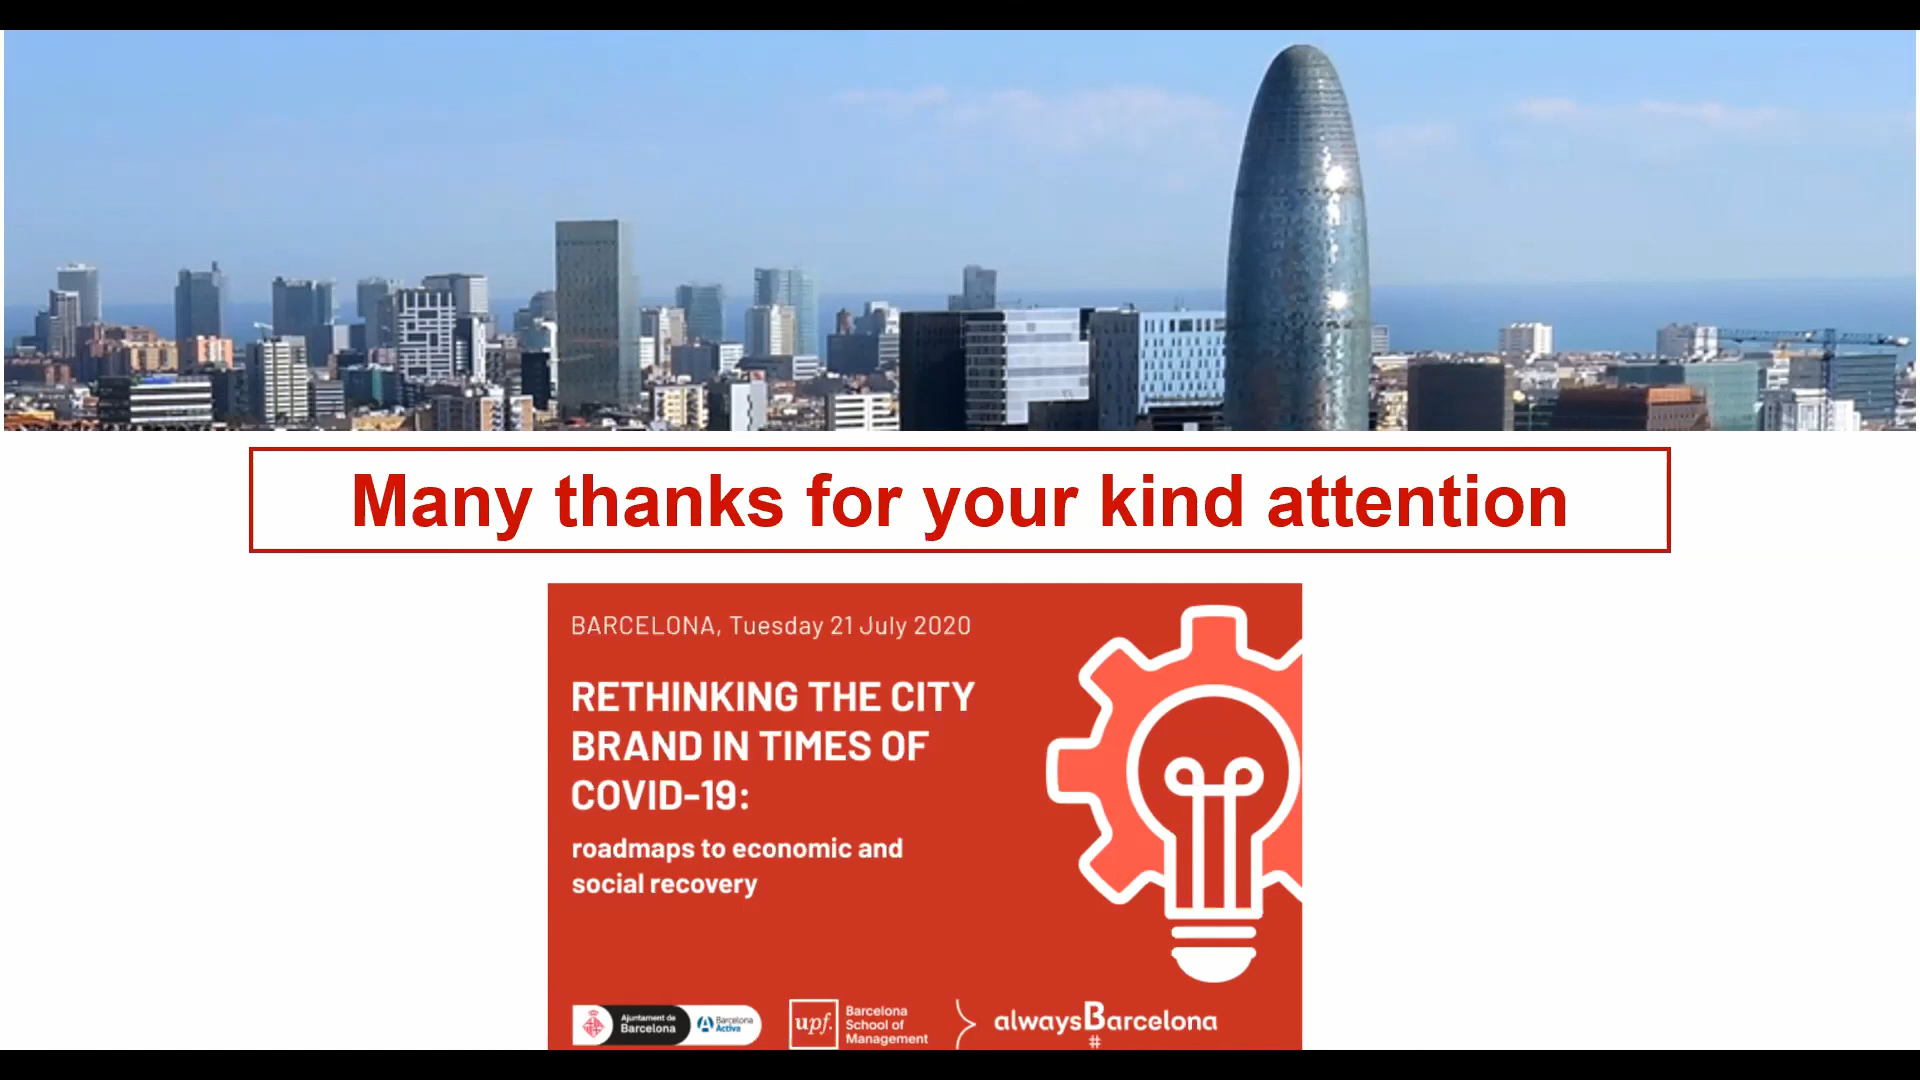 Many thanks for your kind attention
BARCELONA, Tuesday 21 July 2020
RETHINKING THE CITY
BRAND IN TIMES OF
COVID-19:
roadmaps to economic and
social recovery
Ajuntament de
Barcelona
Barcelona
Activa
upf.
Barcelona
School of
Management
alwaysBarcelona
#